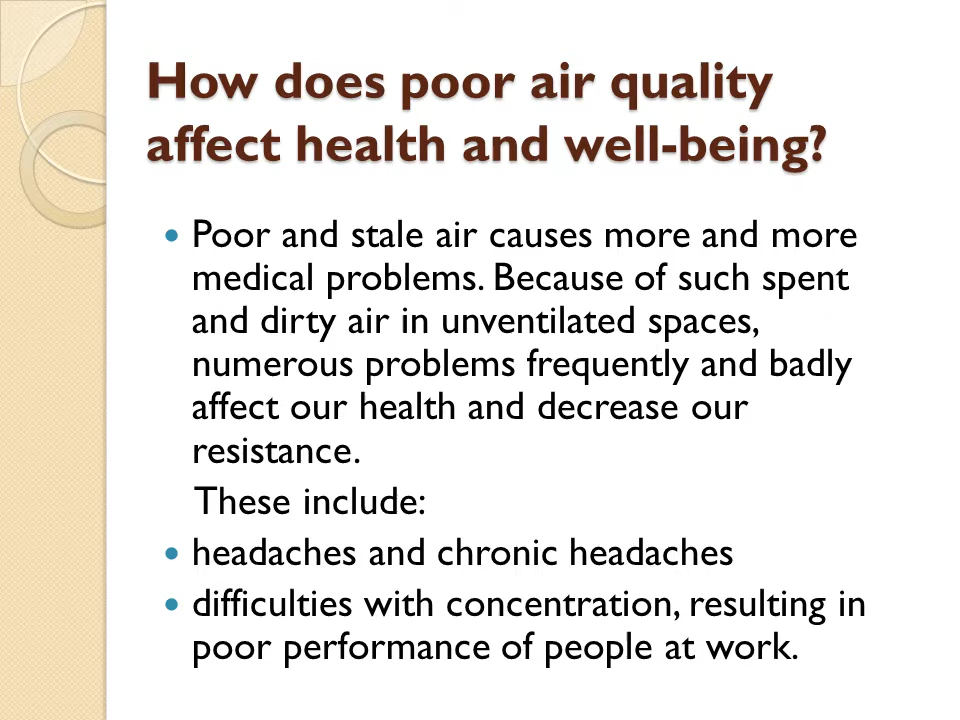 How does poor air quality
affect health and well-being?
• Poor and stale air causes more and more
medical problems. Because of such spent
and dirty air in unventilated spaces,
numerous problems frequently and badly
affect our health and decrease our
resistance.
These include:
• headaches and chronic headaches
• difficulties with concentration, resulting in
poor performance of people at work.